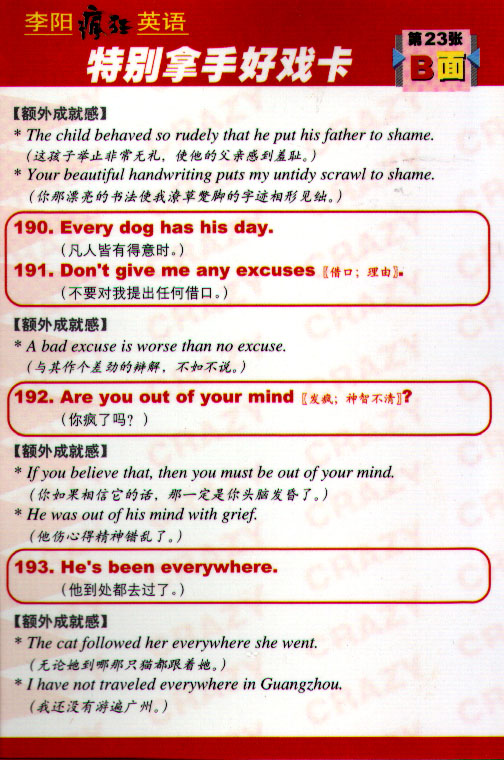 李阳疯狂英语
特别拿手好戏卡
第23张
B面
【额外成就感】
* The child behaved so rudely that he put his father to shame.
(这孩子举止非常无礼，使他的父亲感到羞耻。)
* Your beautiful handwriting puts my untidy scrawl to shame.
(你那漂亮的书法使我潦草蹩脚的字迹相形见绌。)
190. Every dog has his day.
(凡人皆有得意时。)
191. Don't give me any excuses〖借口；理由〗.
(不要对我提出任何借口。)
【额外成就感】
* A bad excuse is worse than no excuse.
(与其作个差劲的辩解，不如不说。)
192. Are you out of your mind〖发疯；神智不清〗?
(你疯了吗？)
【额外成就感】
* If you believe that, then you must be out of your mind.
(你如果相信它的话，那一定是你头脑发昏了。)
* He was out of his mind with grief.
(他伤心得精神错乱了。)
193. He's been everywhere.
(他到处都去过了。)
【额外成就感】
* The cat followed her everywhere she went.
(无论她到哪那只猫都跟着她。)
* I have not traveled everywhere in Guangzhou.
(我还没有游遍广州。)